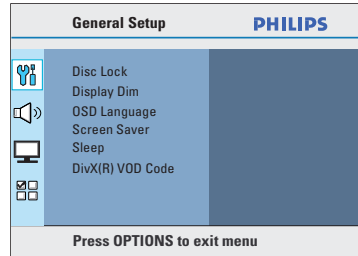 General Setup
PHILIPS
Disc Lock
Display Dim
OSD Language
Screen Saver
Sleep
DivX(R) VOD Code
Press OPTIONS to exit menu